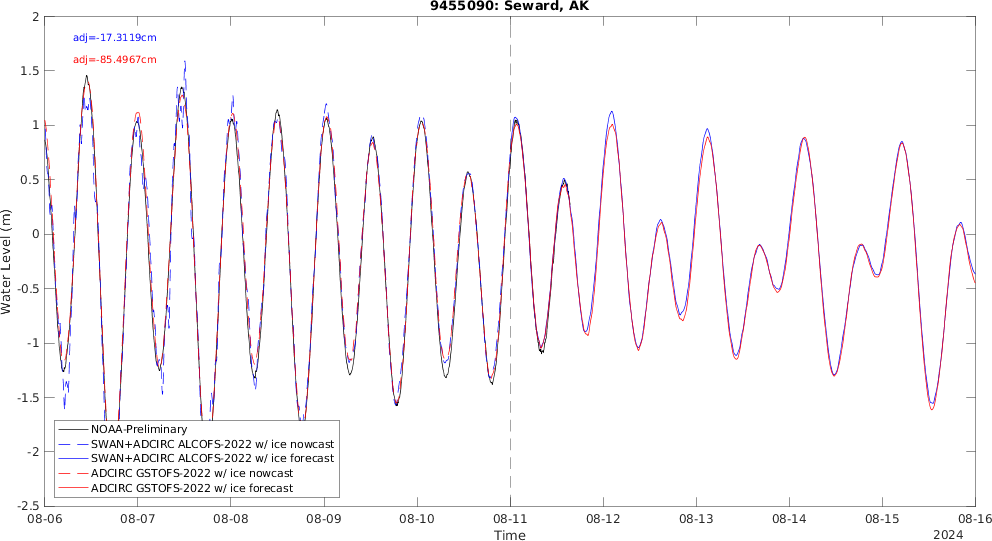 9455090: Seward, AK
adj=-17.3119cm
adj=-85.4967cm
2
1.5
1
0.5
0
-0.5
-1
-1.5
-2
-2.5
Water Level (m)
NOAA-Preliminary
SWAN+ADCIRC ALCOFS-2022 w/ ice nowcast
SWAN+ADCIRC ALCOFS-2022 w/ ice forecast
ADCIRC GSTOFS-2022 w/ ice nowcast
ADCIRC GSTOFS-2022 w/ ice forecast
08-06 08-07 08-08 08-09 08-10 08-11 08-12 08-13 08-14 08-15 08-16
Time
2024